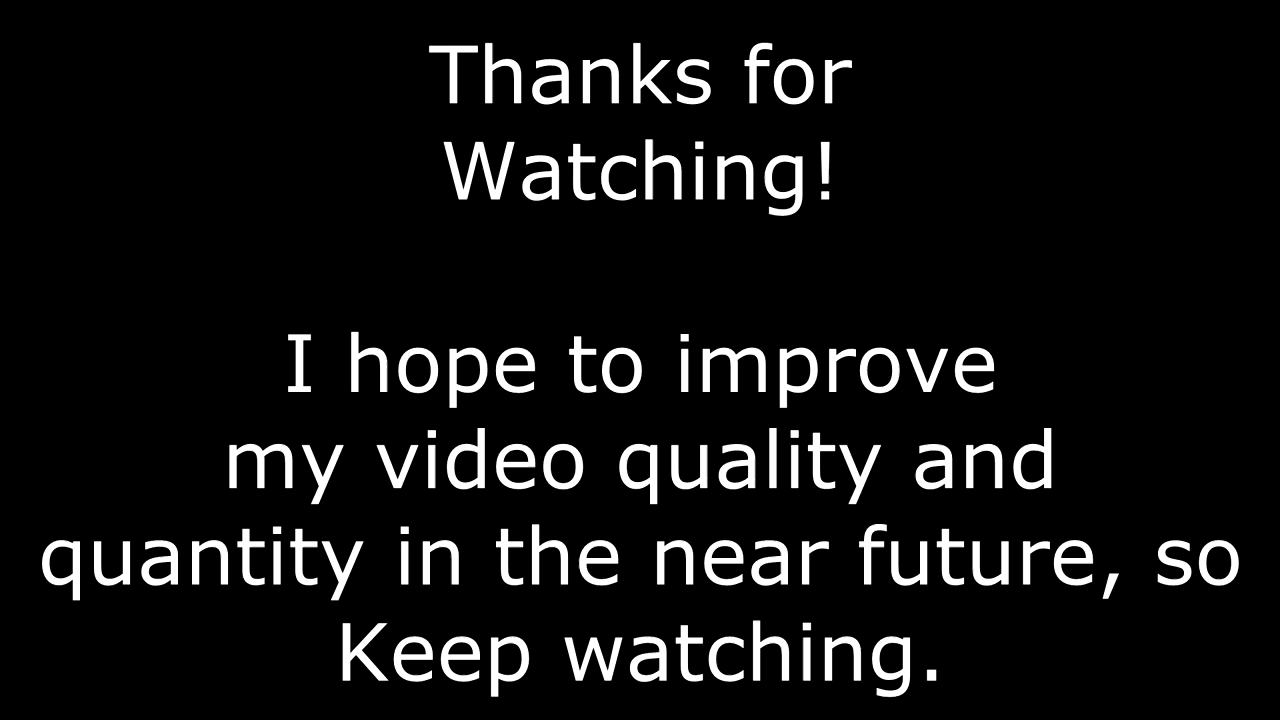 Thanks for
Watching!
I hope to improve
my video quality and
quantity in the near future, so
Keep watching.